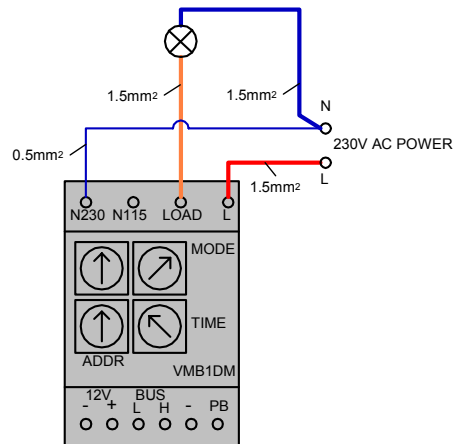 1.5mm²
1.5mm²
N
230V AC POWER
0.5mm²
L
1.5mm²
N230 N115 LOAD L
MODE
TIME
ADDR
VMB1DM
12V BUS
- + L H - PB